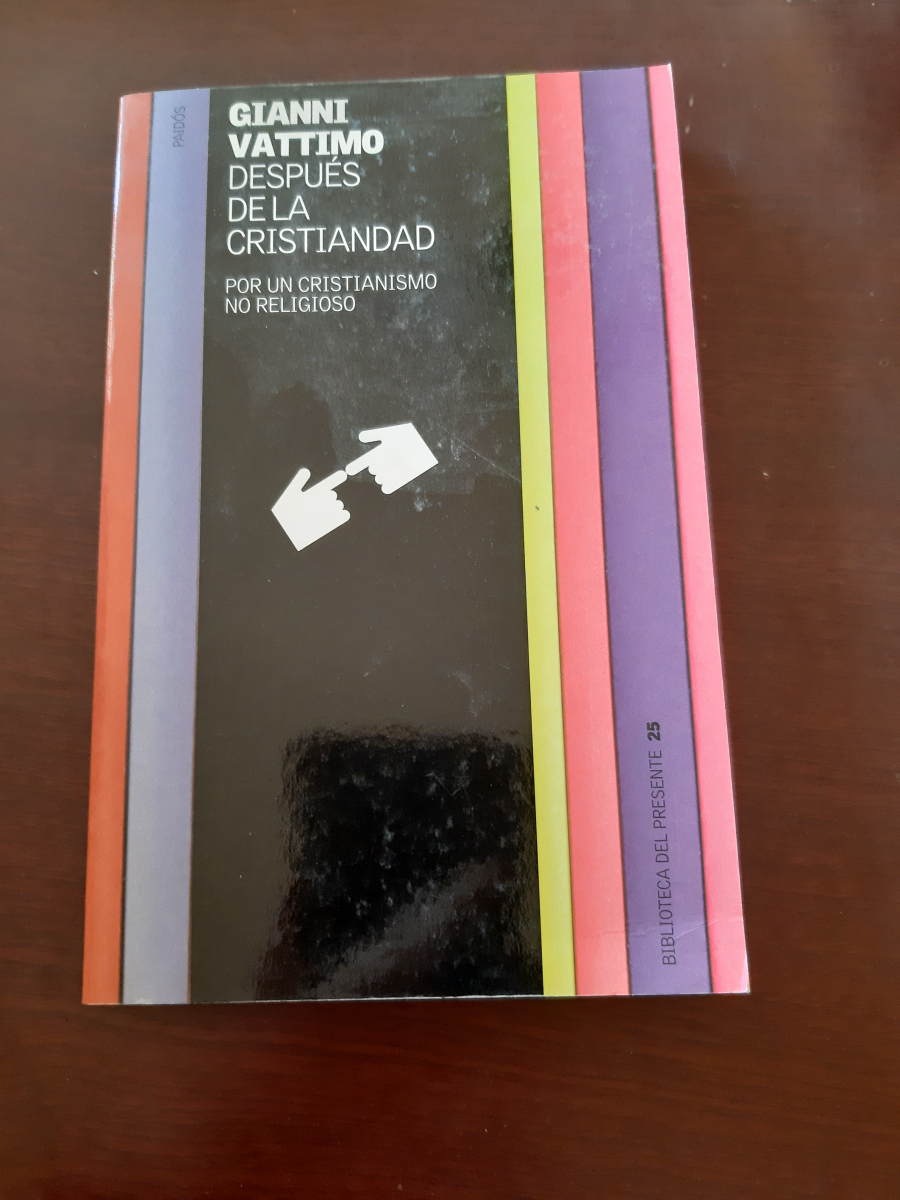 PAIDÓS
GIANNI
VATTIMO
DESPUÉS
DE LA
CRISTIANDAD
POR UN CRISTIANISMO
NO RELIGIOSO
BIBLIOTECA DEL PRESENTE 25